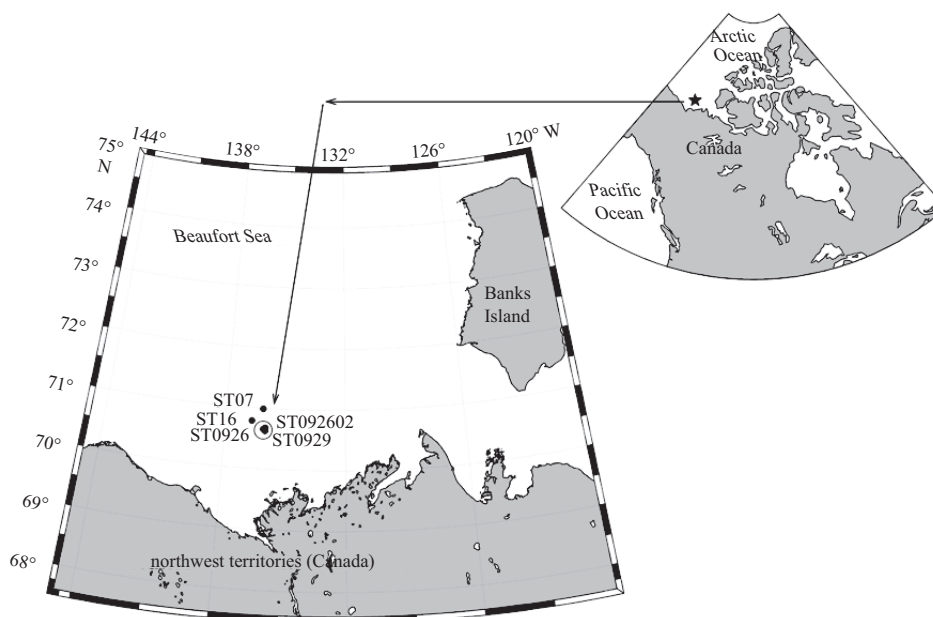 Arctic
Ocean
Canada
Pacific
Ocean
144°
138°
132°
126°
120° W
75°
N
74°
73°
72°
71°
70°
69°
68°
Beaufort Sea
Banks
Island
ST07
ST16
ST092602
ST0926
ST0929
northwest territories (Canada)